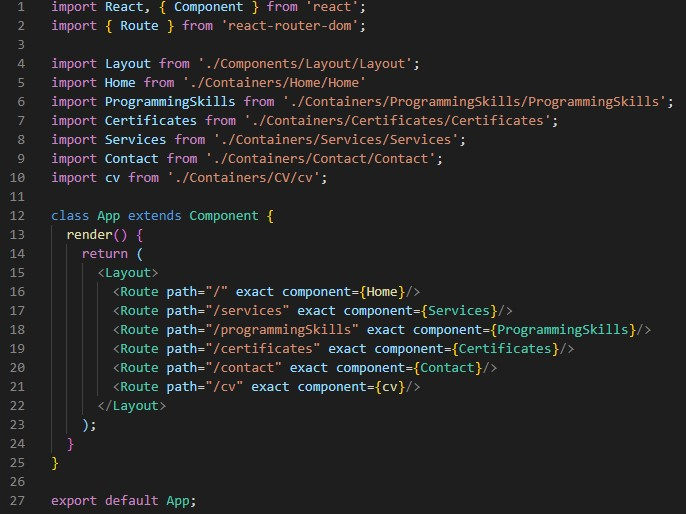 1 import React, { Component } from 'react';
2 import { Route } from 'react-router-dom';
3
4 import Layout from './Components/Layout/Layout';
5 import Home from './Containers/Home/Home'
6 import ProgrammingSkills from './Containers/ProgrammingSkills/ProgrammingSkills';
7 import Certificates from './Containers/Certificates/Certificates';
8 import Services from './Containers/Services/Services';
9 import Contact from './Containers/Contact/Contact';
10 import cv from './Containers/CV/cv';
11
12 class App extends Component {
13   render() {
14     return (
15       <Layout>
16         <Route path="/" exact component={Home}/>
17         <Route path="/services" exact component={Services}/>
18         <Route path="/programmingSkills" exact component={ProgrammingSkills}/>
19         <Route path="/certificates" exact component={Certificates}/>
20         <Route path="/contact" exact component={Contact}/>
21         <Route path="/cv" exact component={cv}/>
22       </Layout>
23     );
24   }
25 }
26
27 export default App;